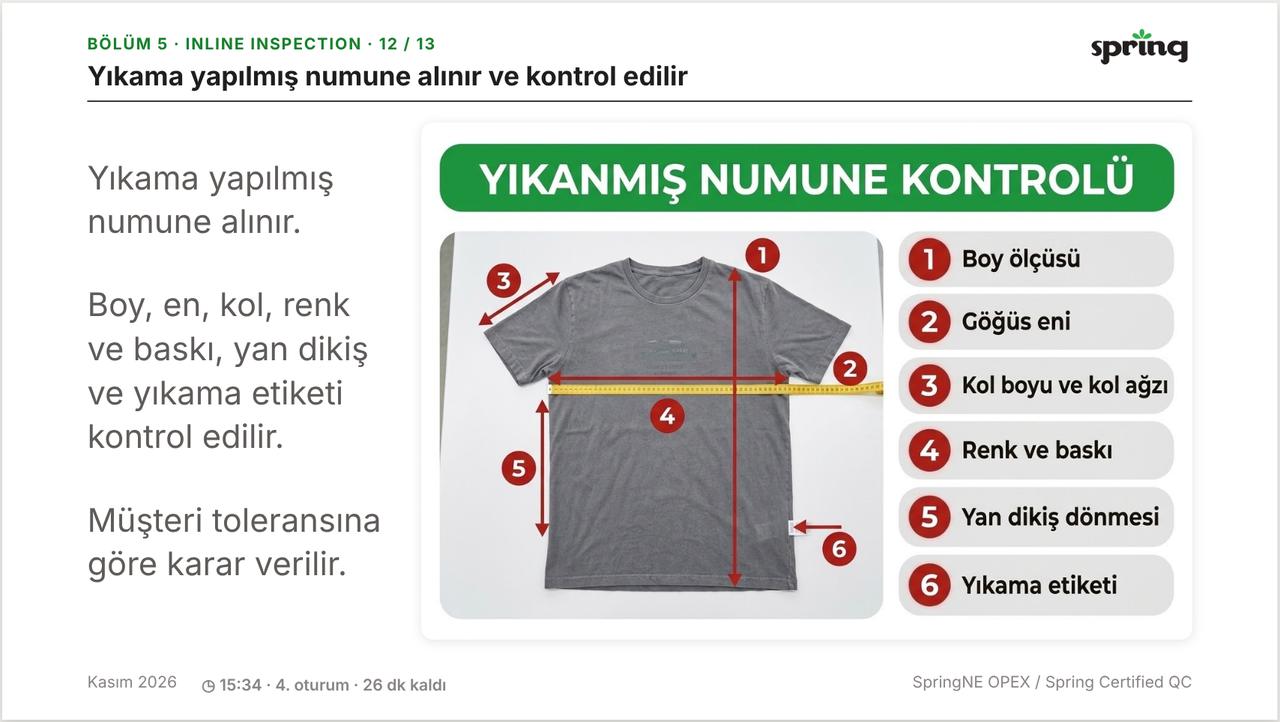 BÖLÜM 5 · INLINE INSPECTION · 12 / 13
Yıkama yapılmış numune alınır ve kontrol edilir
spring
Yıkama yapılmış
numune alınır.
Boy, en, kol, renk
ve baskı, yan dikiş
ve yıkama etiketi
kontrol edilir.
Müşteri toleransına
göre karar verilir.
YIKANMIŞ NUMUNE KONTROLÜ
1
2
3
4
5
6
1 Boy ölçüsü
2 Göğüs eni
3 Kol boyu ve kol ağzı
4 Renk ve baskı
5 Yan dikiş dönmesi
6 Yıkama etiketi
Kasım 2026
15:34 · 4. oturum · 26 dk kaldı
SpringNE OPEX / Spring Certified QC